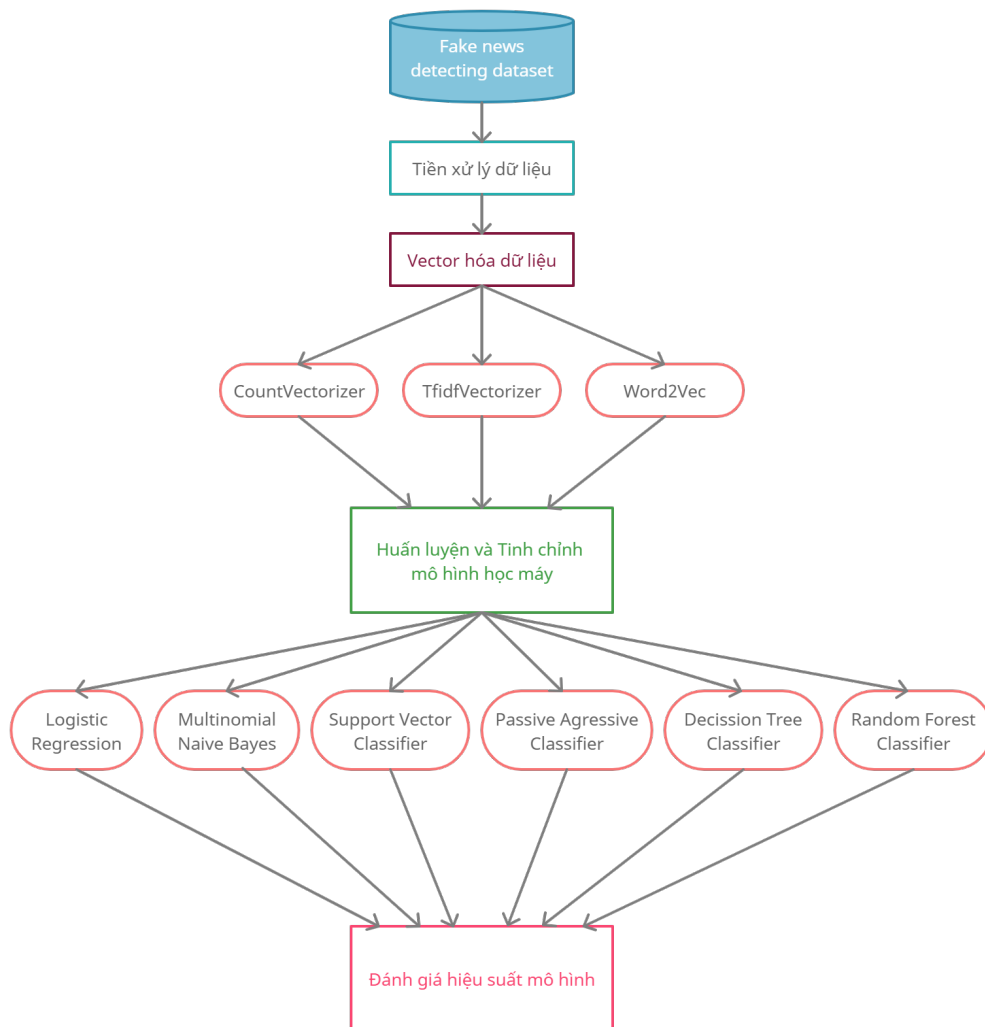 Fake news
detecting dataset
Tiền xử lý dữ liệu
Vector hóa dữ liệu
CountVectorizer
TfidfVectorizer
Word2Vec
Huấn luyện và Tinh chỉnh
mô hình học máy
Logistic
Regression
Multinomial
Naive Bayes
Support Vector
Classifier
Passive Agressive
Classifier
Decission Tree
Classifier
Random Forest
Classifier
Đánh giá hiệu suất mô hình